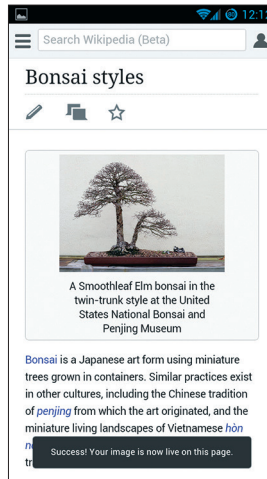 12:12
Search Wikipedia (Beta)
Bonsai styles
A Smoothleaf Elm bonsai in the
twin-trunk style at the United
States National Bonsai and
Penjing Museum
Bonsai is a Japanese art form using miniature
trees grown in containers. Similar practices exist
in other cultures, including the Chinese tradition
of penjing from which the art originated, and the
miniature living landscapes of Vietnamese hòn
Success! Your image is now live on this page.